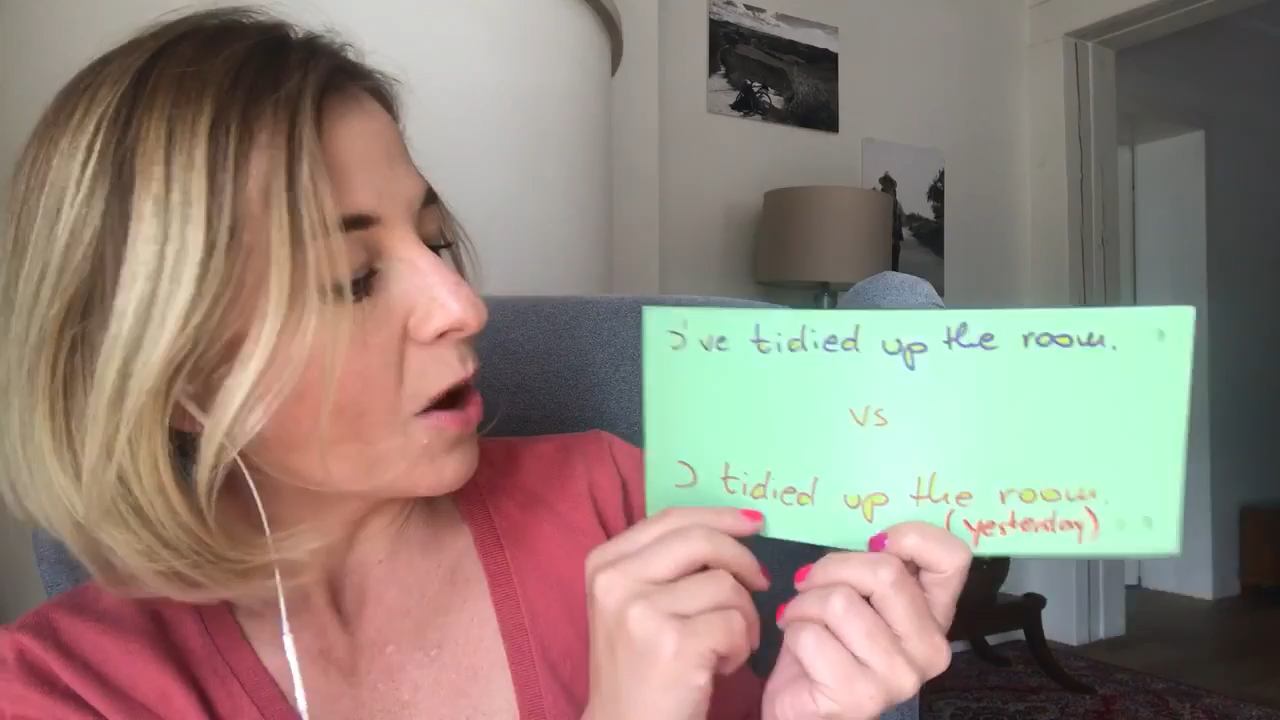 I've tidied up the room.
vs
I tidied up the room.
(yesterday)